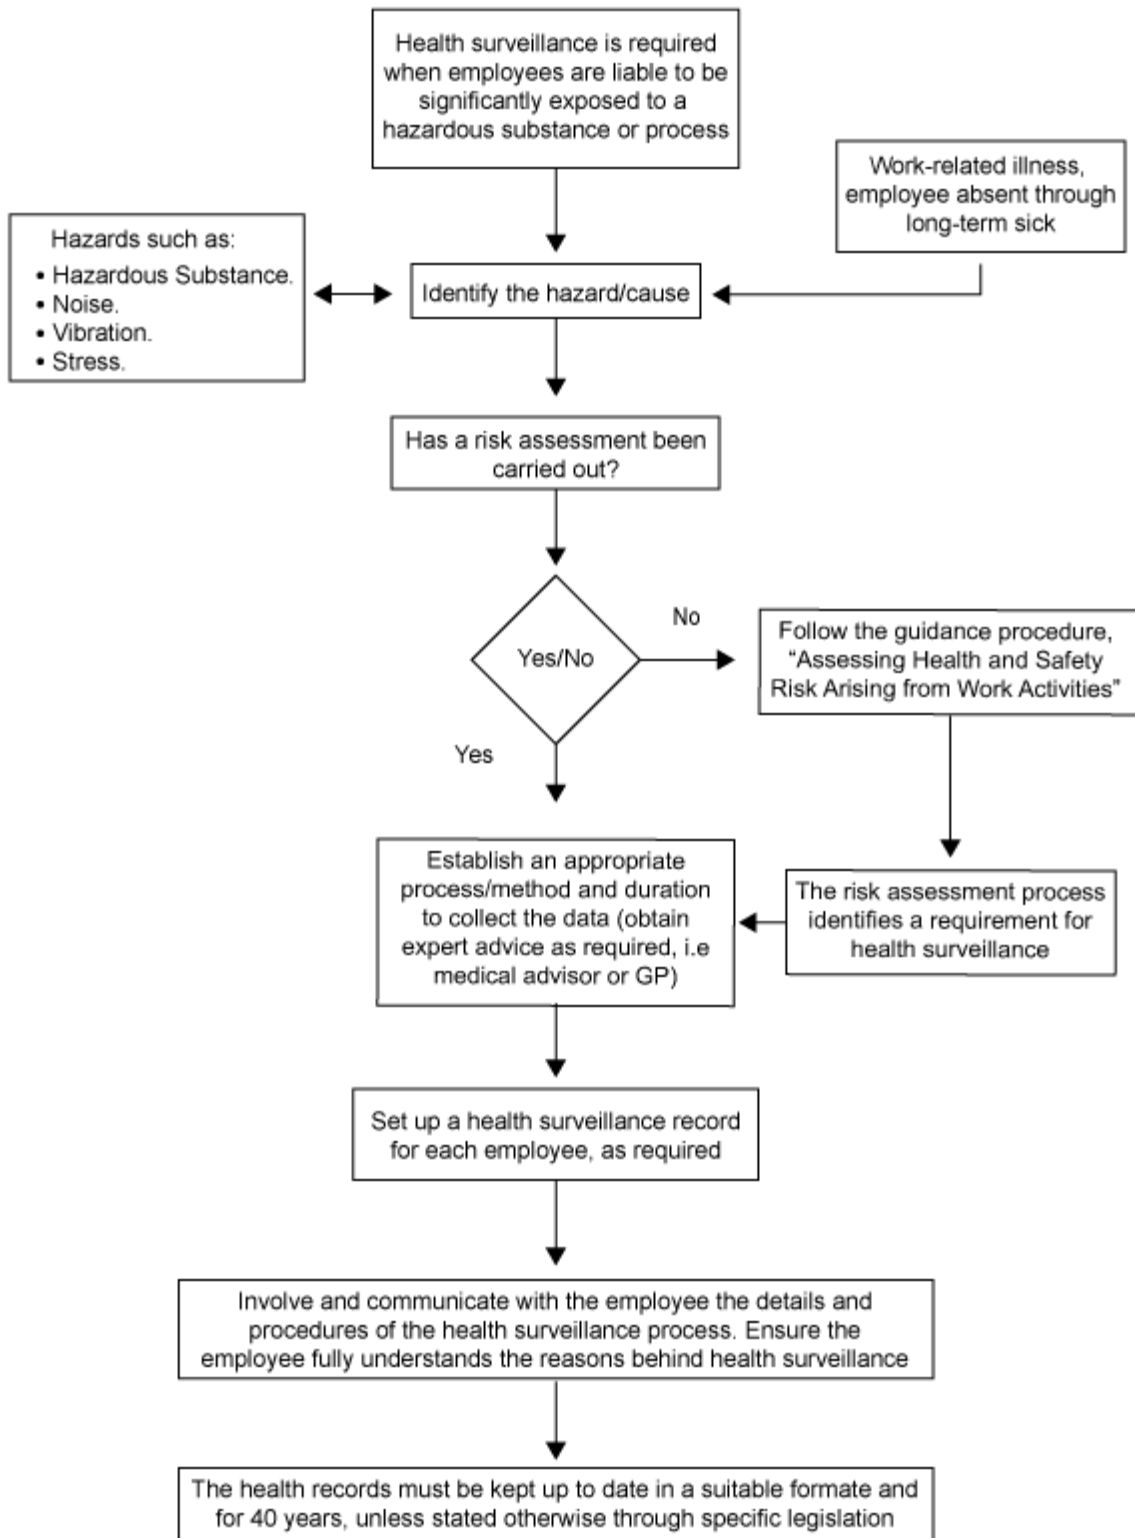 Health surveillance is required
when employees are liable to be
significantly exposed to a
hazardous substance or process
Work-related illness,
employee absent through
long-term sick
Hazards such as:
• Hazardous Substance.
• Noise.
• Vibration.
• Stress.
Identify the hazard/cause
Has a risk assessment been
carried out?
Yes/No
No
Follow the guidance procedure,
“Assessing Health and Safety
Risk Arising from Work Activities”
Yes
Establish an appropriate
process/method and duration
to collect the data (obtain
expert advice as required, i.e
medical advisor or GP)
The risk assessment process
identifies a requirement for
health surveillance
Set up a health surveillance record
for each employee, as required
Involve and communicate with the employee the details and
procedures of the health surveillance process. Ensure the
employee fully understands the reasons behind health surveillance
The health records must be kept up to date in a suitable formate and
for 40 years, unless stated otherwise through specific legislation